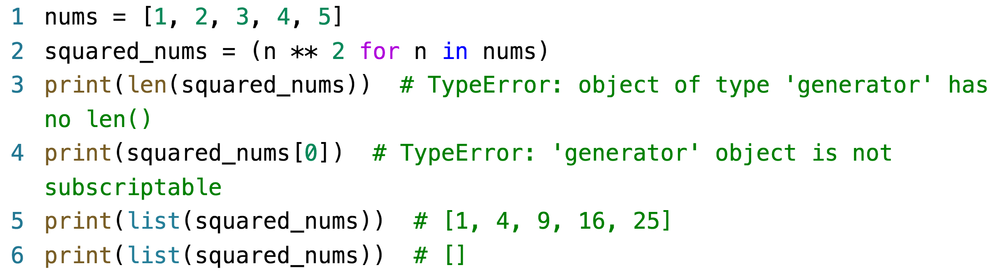 1 nums = [1, 2, 3, 4, 5]
2 squared_nums = (n ** 2 for n in nums)
3 print(len(squared_nums))  # TypeError: object of type 'generator' has
no len()
4 print(squared_nums[0])  # TypeError: 'generator' object is not
subscriptable
5 print(list(squared_nums))  # [1, 4, 9, 16, 25]
6 print(list(squared_nums))  # []